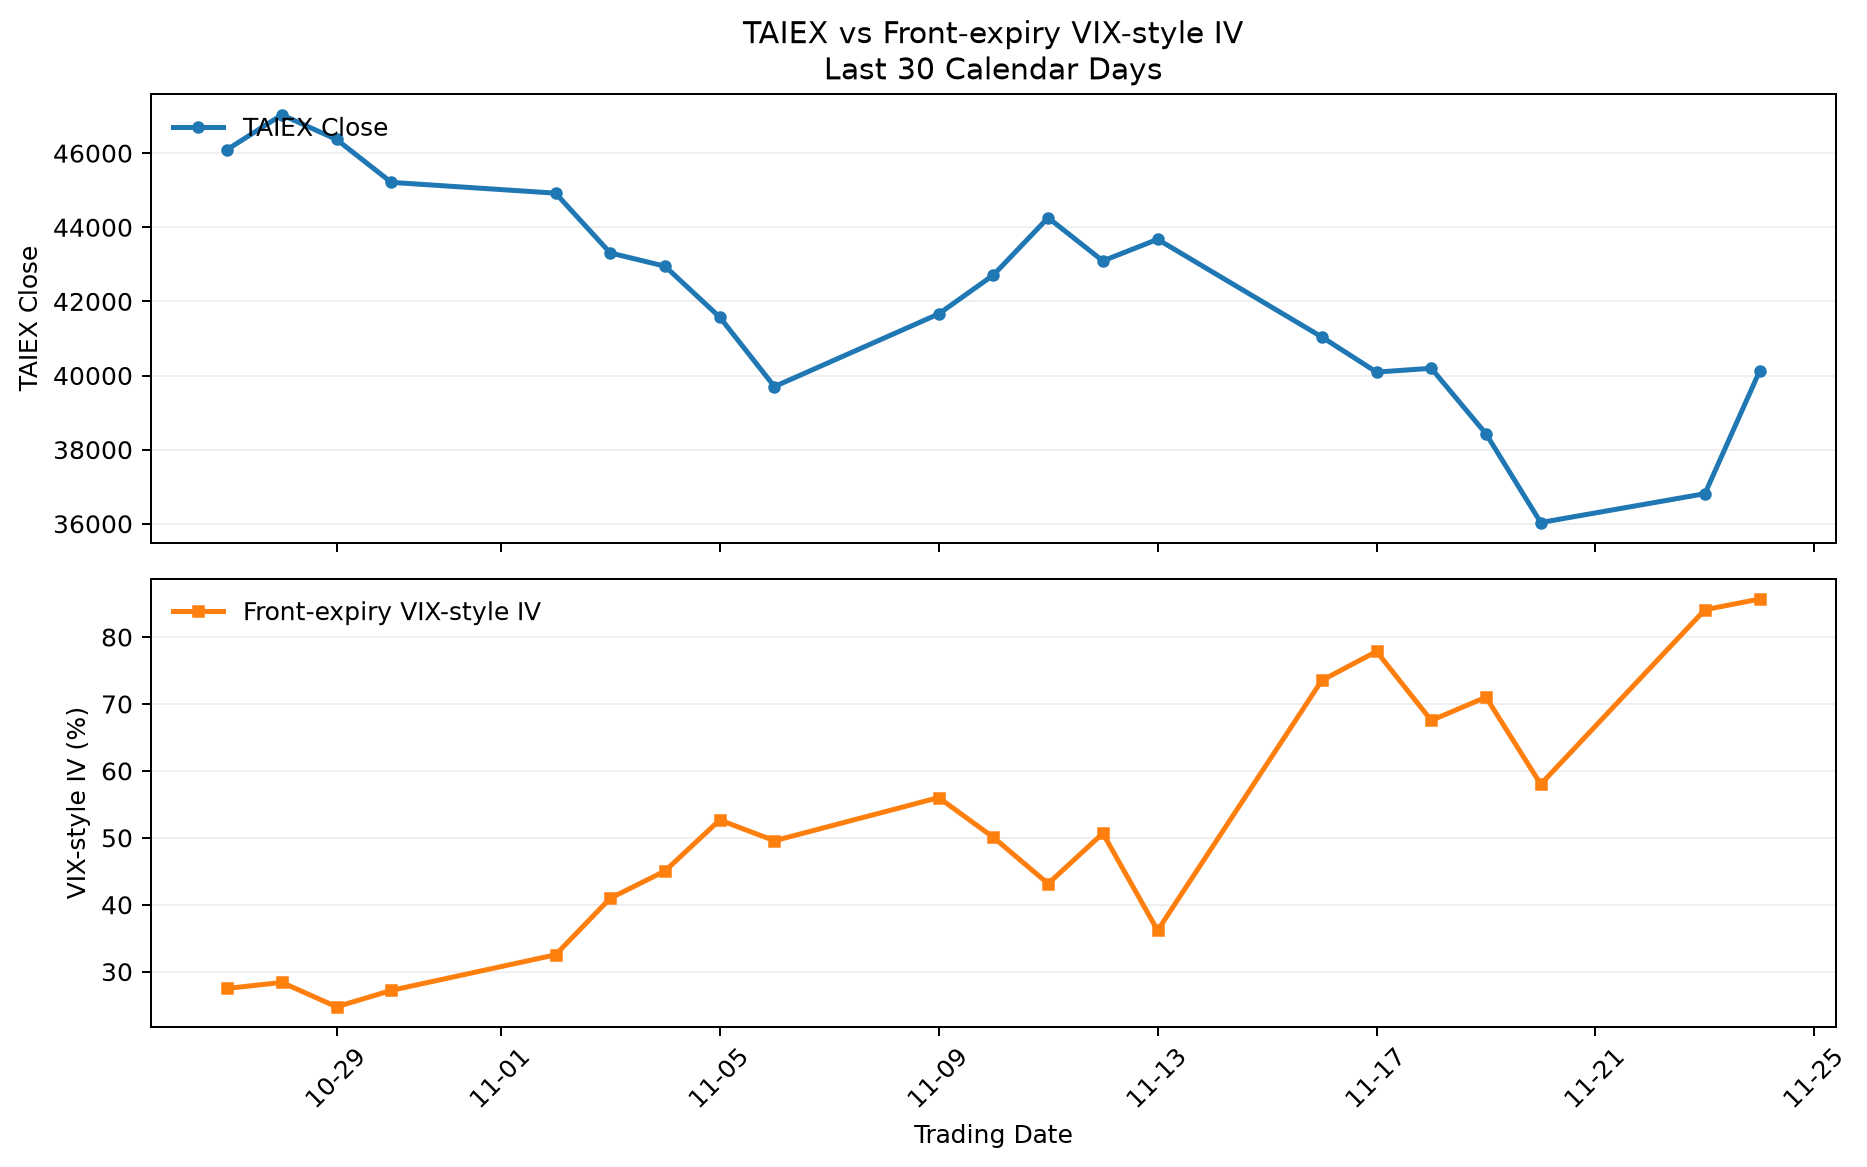 TAIEX vs Front-expiry VIX-style IV
Last 30 Calendar Days
TAIEX Close
TAIEX Close
46000
44000
42000
40000
38000
36000
Front-expiry VIX-style IV
VIX-style IV (%)
80
70
60
50
40
30
10-29
11-01
11-05
11-09
11-13
11-17
11-21
11-25
Trading Date